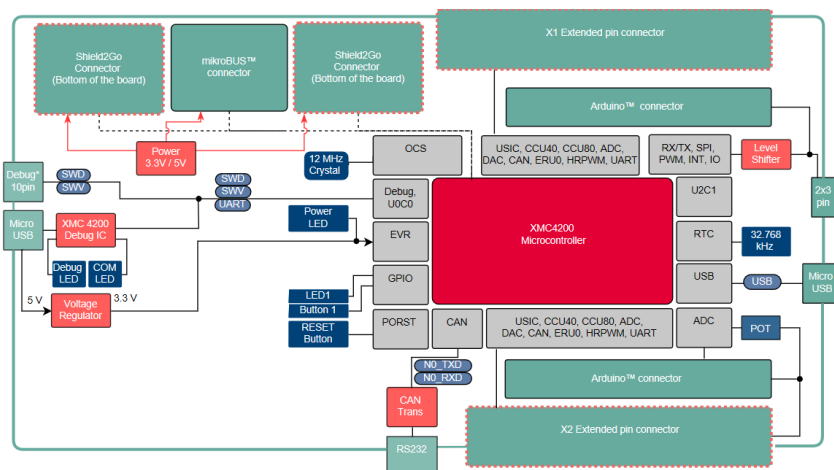 X1 Extended pin connector
Shield2Go
Connector
(Bottom of the board)
mikroBUS™
connector
Shield2Go
Connector
(Bottom of the board)
Arduino™ connector
Power
3.3V / 5V
12 MHz
Crystal
OCS
USIC, CCU40, CCU80, ADC,
DAC, CAN, ERU0, HRPWM, UART
RX/TX, SPI,
PWM, INT, IO
Level
Shifter
Debug*
10pin
SWD
SWV
SWD
SWV
UART
Debug,
U0C0
XMC4200
Microcontroller
U2C1
2x3
pin
Micro
USB
XMC 4200
Debug IC
Power
LED
EVR
RTC
32.768
kHz
Debug
LED
COM
LED
GPIO
USB
USB
Micro
USB
5 V
3.3 V
Voltage
Regulator
LED1
Button 1
RESET
Button
PORST
CAN
USIC, CCU40, CCU80, ADC,
DAC, CAN, ERU0, HRPWM, UART
ADC
POT
N0_TXD
N0_RXD
Arduino™ connector
CAN
Trans
X2 Extended pin connector
RS232